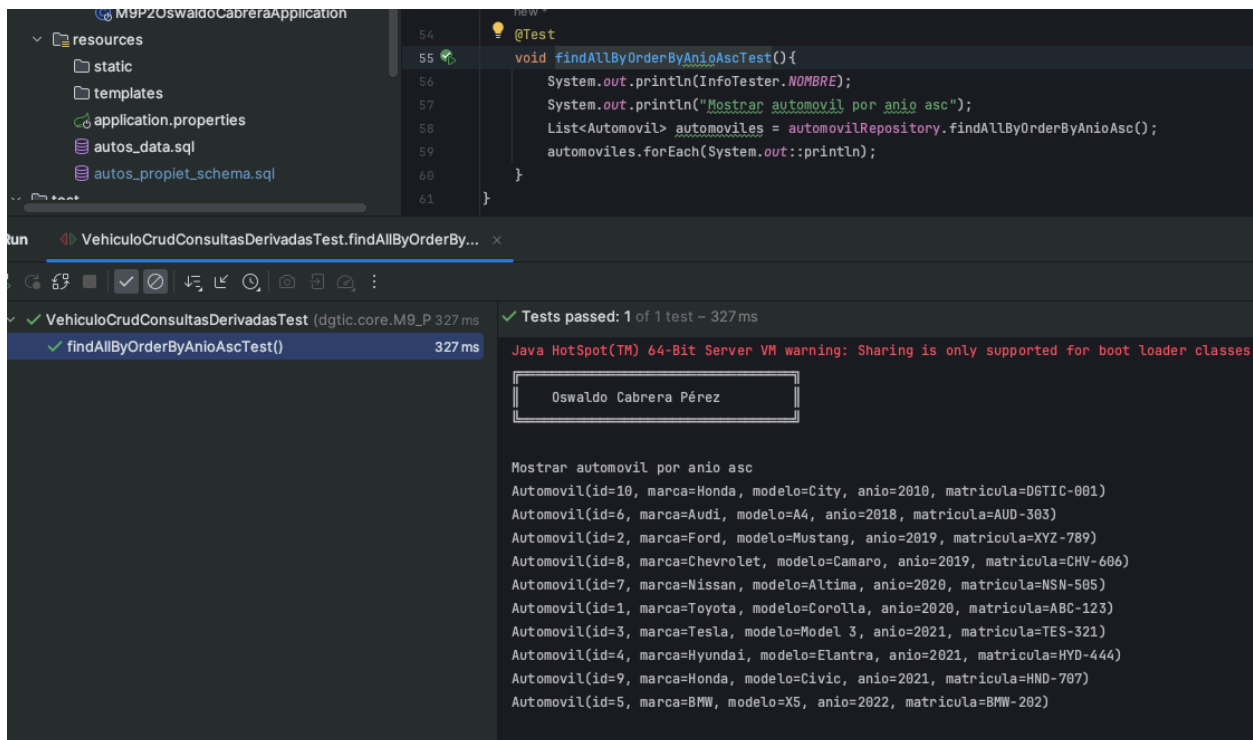 M9P2OswaldoCabreraApplication
resources
static
templates
application.properties
autos_data.sql
autos_propiet_schema.sql
test
new *
54 @Test
55 void findAllByOrderByAnioAscTest(){
56 System.out.println(InfoTester.NOMBRE);
57 System.out.println("Mostrar automovil por anio asc");
58 List<Automovil> automoviles = automovilRepository.findAllByOrderByAnioAsc();
59 automoviles.forEach(System.out::println);
60 }
61 }
Run VehiculoCrudConsultasDerivadasTest.findAllByOrderBy...
VehiculoCrudConsultasDerivadasTest (dgtic.core.M9_P 327 ms
findAllByOrderByAnioAscTest() 327 ms
Tests passed: 1 of 1 test – 327 ms
Java HotSpot(TM) 64-Bit Server VM warning: Sharing is only supported for boot loader classes
Oswaldo Cabrera Pérez
Mostrar automovil por anio asc
Automovil(id=10, marca=Honda, modelo=City, anio=2010, matricula=DGTIC-001)
Automovil(id=6, marca=Audi, modelo=A4, anio=2018, matricula=AUD-303)
Automovil(id=2, marca=Ford, modelo=Mustang, anio=2019, matricula=XYZ-789)
Automovil(id=8, marca=Chevrolet, modelo=Camaro, anio=2019, matricula=CHV-606)
Automovil(id=7, marca=Nissan, modelo=Altima, anio=2020, matricula=NSN-505)
Automovil(id=1, marca=Toyota, modelo=Corolla, anio=2020, matricula=ABC-123)
Automovil(id=3, marca=Tesla, modelo=Model 3, anio=2021, matricula=TES-321)
Automovil(id=4, marca=Hyundai, modelo=Elantra, anio=2021, matricula=HYD-444)
Automovil(id=9, marca=Honda, modelo=Civic, anio=2021, matricula=HND-707)
Automovil(id=5, marca=BMW, modelo=X5, anio=2022, matricula=BMW-202)